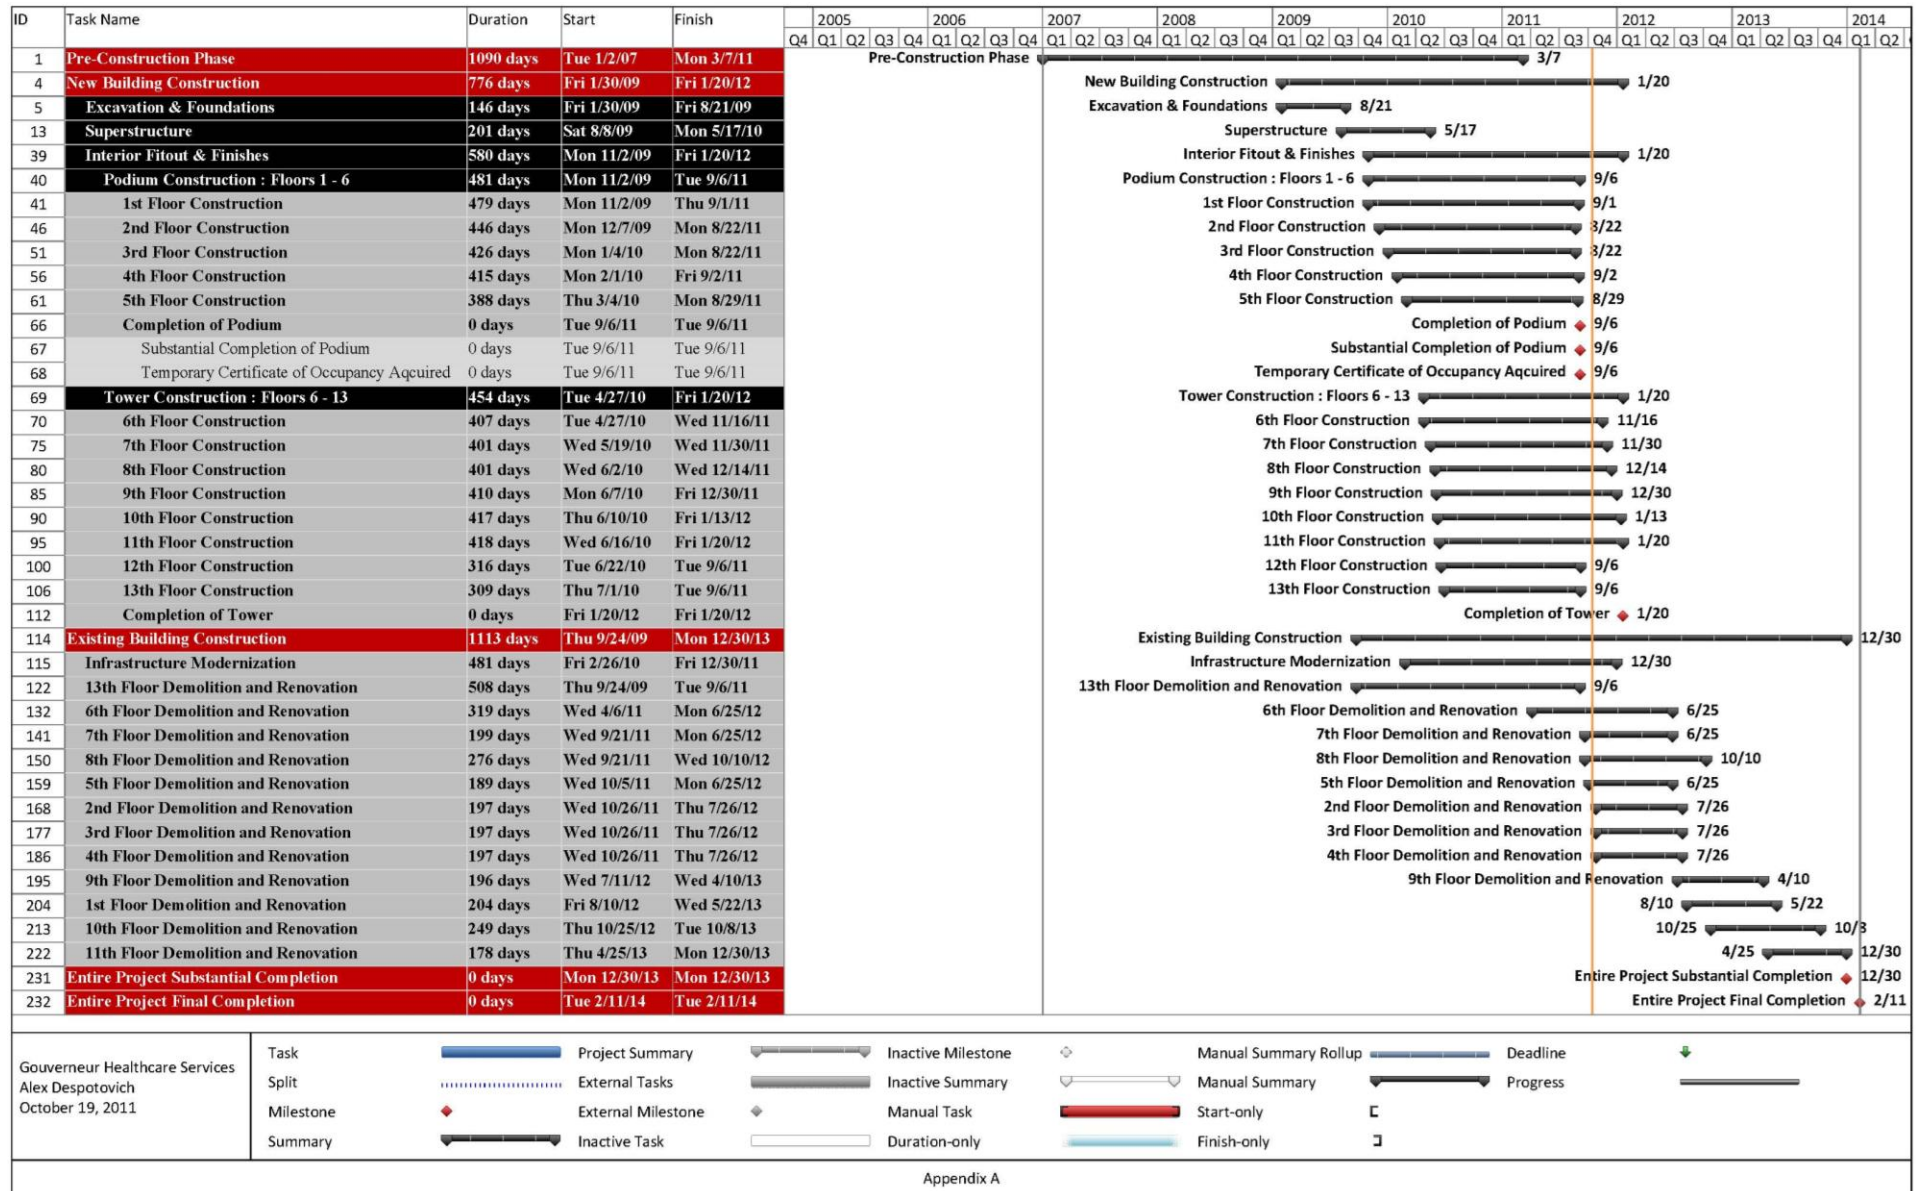 ID Task Name Duration Start Finish 2005 2006 2007 2008 2009 2010 2011 2012 2013 2014
Q4 Q1 Q2 Q3 Q4 Q1 Q2 Q3 Q4 Q1 Q2 Q3 Q4 Q1 Q2 Q3 Q4 Q1 Q2 Q3 Q4 Q1 Q2 Q3 Q4 Q1 Q2 Q3 Q4 Q1 Q2 Q3 Q4 Q1 Q2 Q3 Q4 Q1 Q2
1 Pre-Construction Phase 1090 days Tue 1/2/07 Mon 3/7/11 Pre-Construction Phase 3/7
4 New Building Construction 776 days Fri 1/30/09 Fri 1/20/12 New Building Construction 1/20
5 Excavation & Foundations 146 days Fri 1/30/09 Fri 8/21/09 Excavation & Foundations 8/21
13 Superstructure 201 days Sat 8/8/09 Mon 5/17/10 Superstructure 5/17
39 Interior Fitout & Finishes 580 days Mon 11/2/09 Fri 1/20/12 Interior Fitout & Finishes 1/20
40 Podium Construction : Floors 1 - 6 481 days Mon 11/2/09 Tue 9/6/11 Podium Construction : Floors 1 - 6 9/6
41 1st Floor Construction 479 days Mon 11/2/09 Thu 9/1/11 1st Floor Construction 9/1
46 2nd Floor Construction 446 days Mon 12/7/09 Mon 8/22/11 2nd Floor Construction 8/22
51 3rd Floor Construction 426 days Mon 1/4/10 Mon 8/22/11 3rd Floor Construction 8/22
56 4th Floor Construction 415 days Mon 2/1/10 Fri 9/2/11 4th Floor Construction 9/2
61 5th Floor Construction 388 days Thu 3/4/10 Mon 8/29/11 5th Floor Construction 8/29
66 Completion of Podium 0 days Tue 9/6/11 Tue 9/6/11 Completion of Podium 9/6
67 Substantial Completion of Podium 0 days Tue 9/6/11 Tue 9/6/11 Substantial Completion of Podium 9/6
68 Temporary Certificate of Occupancy Aqcuired 0 days Tue 9/6/11 Tue 9/6/11 Temporary Certificate of Occupancy Aqcuired 9/6
69 Tower Construction : Floors 6 - 13 454 days Tue 4/27/10 Fri 1/20/12 Tower Construction : Floors 6 - 13 1/20
70 6th Floor Construction 407 days Tue 4/27/10 Wed 11/16/11 6th Floor Construction 11/16
75 7th Floor Construction 401 days Wed 5/19/10 Wed 11/30/11 7th Floor Construction 11/30
80 8th Floor Construction 401 days Wed 6/2/10 Wed 12/14/11 8th Floor Construction 12/14
85 9th Floor Construction 410 days Mon 6/7/10 Fri 12/30/11 9th Floor Construction 12/30
90 10th Floor Construction 417 days Thu 6/10/10 Fri 1/13/12 10th Floor Construction 1/13
95 11th Floor Construction 418 days Wed 6/16/10 Fri 1/20/12 11th Floor Construction 1/20
100 12th Floor Construction 316 days Tue 6/22/10 Tue 9/6/11 12th Floor Construction 9/6
106 13th Floor Construction 309 days Thu 7/1/10 Tue 9/6/11 13th Floor Construction 9/6
112 Completion of Tower 0 days Fri 1/20/12 Fri 1/20/12 Completion of Tower 1/20
114 Existing Building Construction 1113 days Thu 9/24/09 Mon 12/30/13 Existing Building Construction 12/30
115 Infrastructure Modernization 481 days Fri 2/26/10 Fri 12/30/11 Infrastructure Modernization 12/30
122 13th Floor Demolition and Renovation 508 days Thu 9/24/09 Tue 9/6/11 13th Floor Demolition and Renovation 9/6
132 6th Floor Demolition and Renovation 319 days Wed 4/6/11 Mon 6/25/12 6th Floor Demolition and Renovation 6/25
141 7th Floor Demolition and Renovation 199 days Wed 9/21/11 Mon 6/25/12 7th Floor Demolition and Renovation 6/25
150 8th Floor Demolition and Renovation 276 days Wed 9/21/11 Wed 10/10/12 8th Floor Demolition and Renovation 10/10
159 5th Floor Demolition and Renovation 189 days Wed 10/5/11 Mon 6/25/12 5th Floor Demolition and Renovation 6/25
168 2nd Floor Demolition and Renovation 197 days Wed 10/26/11 Thu 7/26/12 2nd Floor Demolition and Renovation 7/26
177 3rd Floor Demolition and Renovation 197 days Wed 10/26/11 Thu 7/26/12 3rd Floor Demolition and Renovation 7/26
186 4th Floor Demolition and Renovation 197 days Wed 10/26/11 Thu 7/26/12 4th Floor Demolition and Renovation 7/26
195 9th Floor Demolition and Renovation 196 days Wed 7/11/12 Wed 4/10/13 9th Floor Demolition and Renovation 4/10
204 1st Floor Demolition and Renovation 204 days Fri 8/10/12 Wed 5/22/13 8/10 5/22
213 10th Floor Demolition and Renovation 249 days Thu 10/25/12 Tue 10/8/13 10/25 10/8
222 11th Floor Demolition and Renovation 178 days Thu 4/25/13 Mon 12/30/13 4/25 12/30
231 Entire Project Substantial Completion 0 days Mon 12/30/13 Mon 12/30/13 Entire Project Substantial Completion 12/30
232 Entire Project Final Completion 0 days Tue 2/11/14 Tue 2/11/14 Entire Project Final Completion 2/11
Gouverneur Healthcare Services
Alex Despotovich
October 19, 2011
Task Project Summary Inactive Milestone Manual Summary Rollup Deadline
Split External Tasks Inactive Summary Manual Summary Progress
Milestone External Milestone Manual Task Start-only
Summary Inactive Task Duration-only Finish-only
Appendix A